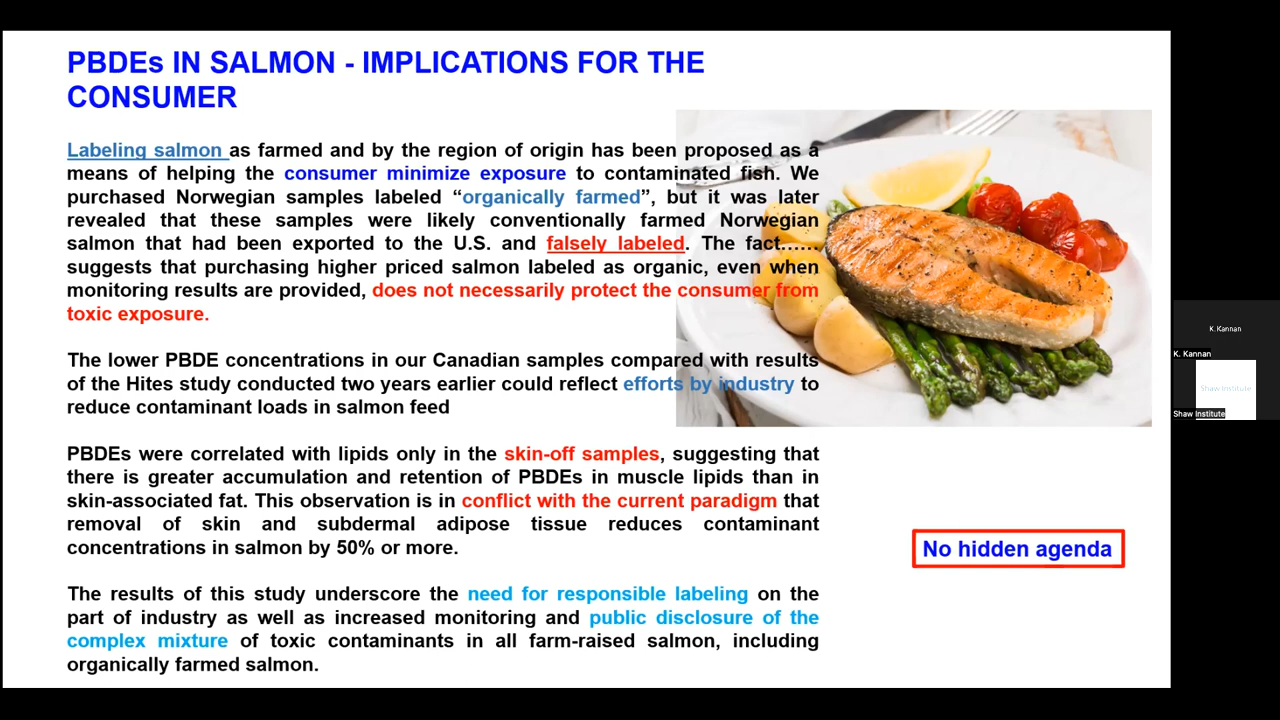 PBDEs IN SALMON - IMPLICATIONS FOR THE
CONSUMER
Labeling salmon as farmed and by the region of origin has been proposed as a
means of helping the consumer minimize exposure to contaminated fish. We
purchased Norwegian samples labeled “organically farmed”, but it was later
revealed that these samples were likely conventionally farmed Norwegian
salmon that had been exported to the U.S. and falsely labeled. The fact……
suggests that purchasing higher priced salmon labeled as organic, even when
monitoring results are provided, does not necessarily protect the consumer from
toxic exposure.
The lower PBDE concentrations in our Canadian samples compared with results
of the Hites study conducted two years earlier could reflect efforts by industry to
reduce contaminant loads in salmon feed
PBDEs were correlated with lipids only in the skin-off samples, suggesting that
there is greater accumulation and retention of PBDEs in muscle lipids than in
skin-associated fat. This observation is in conflict with the current paradigm that
removal of skin and subdermal adipose tissue reduces contaminant
concentrations in salmon by 50% or more.
The results of this study underscore the need for responsible labeling on the
part of industry as well as increased monitoring and public disclosure of the
complex mixture of toxic contaminants in all farm-raised salmon, including
organically farmed salmon.
No hidden agenda
K. Kannan
K. Kannan
Shaw Institute
Shaw Institute